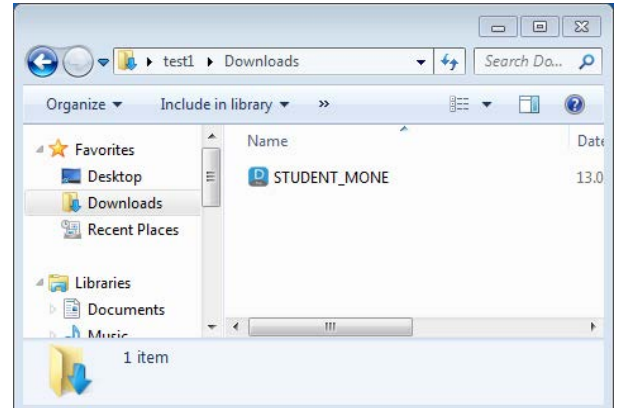 test1 Downloads Search Do...
Organize Include in library »
Favorites
Desktop
Downloads
Recent Places
Libraries
Documents
Music
Name Date
STUDENT_MONE 13.0
1 item